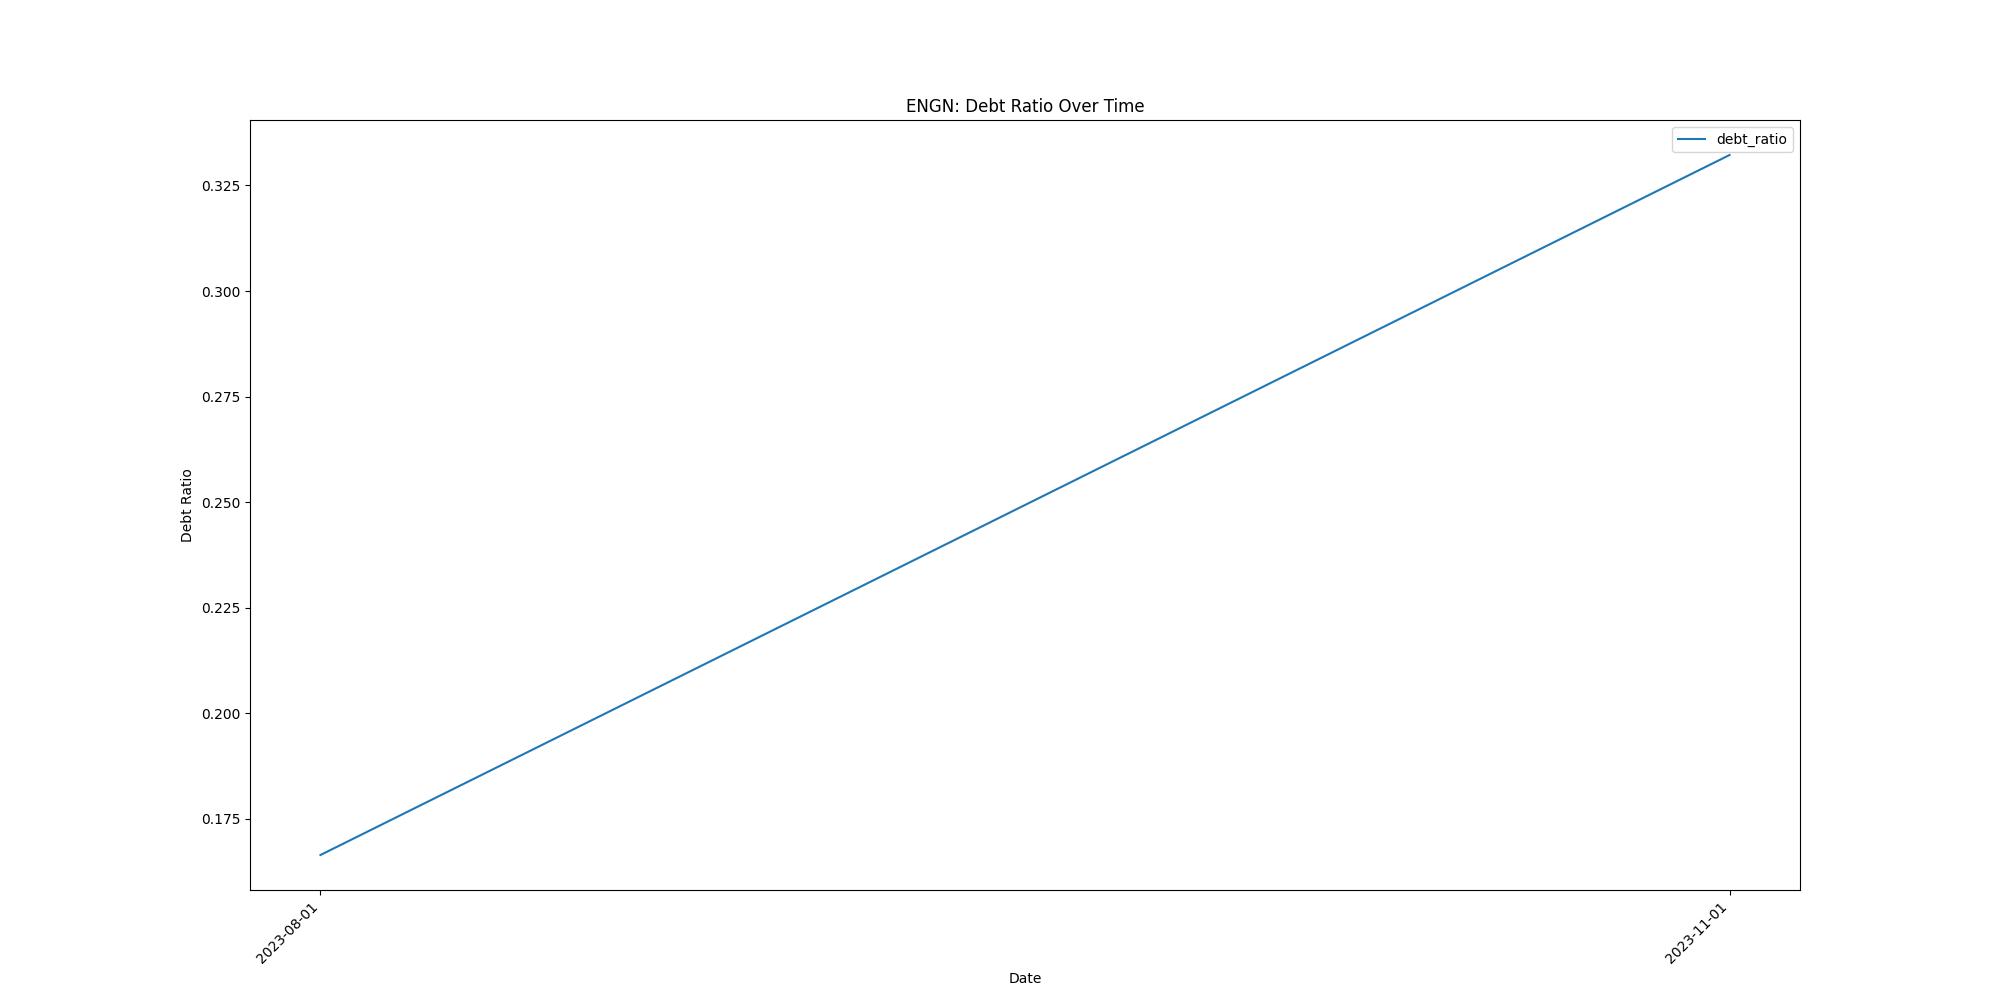 ENGN: Debt Ratio Over Time
debt_ratio
0.325
0.300
0.275
0.250
0.225
0.200
0.175
Debt Ratio
2023-08-01
2023-11-01
Date